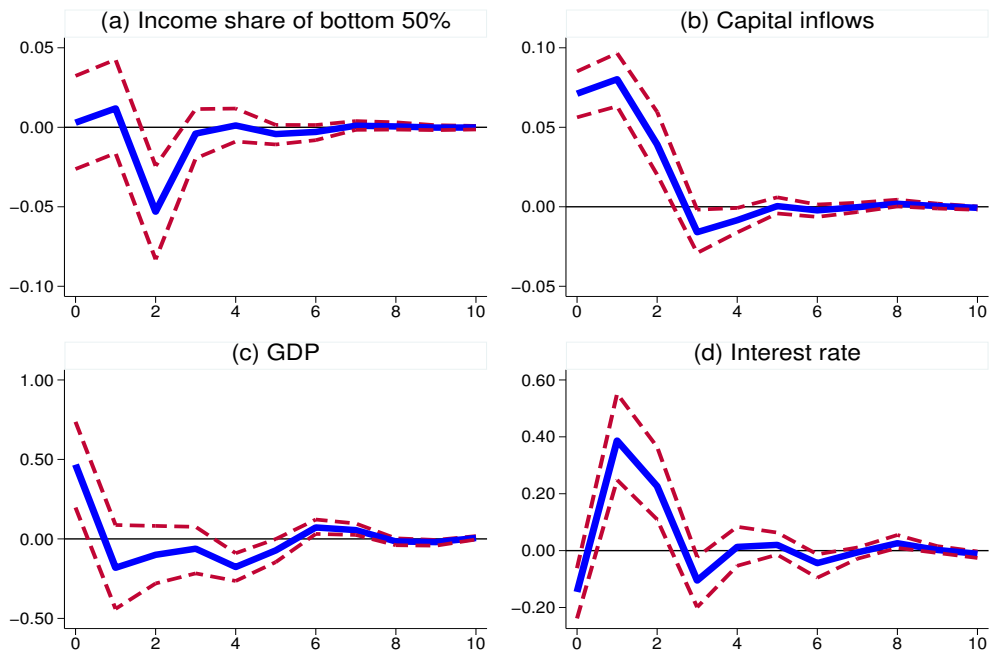 (a) Income share of bottom 50%
0.05
0.00
−0.05
−0.10
0 2 4 6 8 10
(b) Capital inflows
0.10
0.05
0.00
−0.05
0 2 4 6 8 10
(c) GDP
1.00
0.50
0.00
−0.50
0 2 4 6 8 10
(d) Interest rate
0.60
0.40
0.20
0.00
−0.20
0 2 4 6 8 10